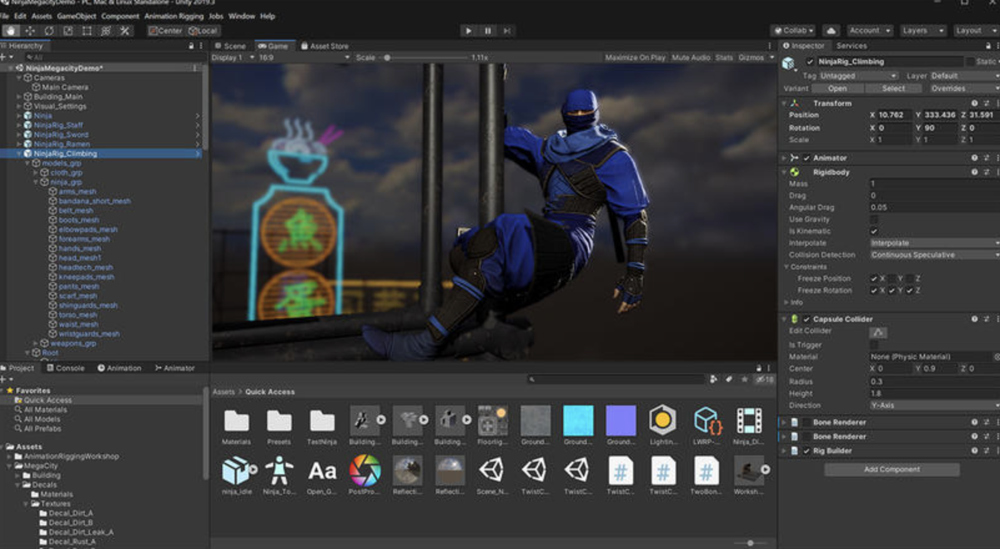 NinjaMegacityDemo - PC, Mac & Linux Standalone - Unity 2019.3
File Edit Assets GameObject Component Animation Rigging Jobs Window Help
Center Local
Collab Account Layers Layout
Hierarchy
All
NinjaMegacityDemo*
Cameras
Main Camera
Building_Main
Visual_Settings
Ninja
NinjaRig_Staff
NinjaRig_Sword
NinjaRig_Ramen
NinjaRig_Climbing
models_grp
cloth_grp
ninja_grp
arms_mesh
bandana_short_mesh
belt_mesh
boots_mesh
elbowpads_mesh
forearms_mesh
hands_mesh
head_mesh1
headtech_mesh
kneepads_mesh
pants_mesh
scarf_mesh
shinguards_mesh
torso_mesh
waist_mesh
wristguards_mesh
weapons_grp
Root
Scene Game Asset Store
Display 1 16:9 Scale 1.11x Maximize On Play Mute Audio Stats Gizmos
Inspector Services
NinjaRig_Climbing Static
Tag Untagged Layer Default
Variant Open Select Overrides
Transform
Position X 10.762 Y 333.436 Z 31.591
Rotation X 0 Y 90 Z 0
Scale X 1 Y 1 Z 1
Animator
Rigidbody
Mass 1
Drag 0
Angular Drag 0.05
Use Gravity
Is Kinematic
Interpolate Interpolate
Collision Detection Continuous Speculative
Constraints
Freeze Position X Y Z
Freeze Rotation X Y Z
Info
Capsule Collider
Edit Collider
Is Trigger
Material None (Physic Material)
Center X 0 Y 0.9 Z 0
Radius 0.3
Height 1.8
Direction Y-Axis
Bone Renderer
Bone Renderer
Rig Builder
Add Component
Project Console Animation Animator
18
Favorites
Quick Access
All Materials
All Models
All Prefabs
Assets
AnimationRiggingWorkshop
MegaCity
Building
Decals
Materials
Textures
Decal_Dirt_A
Decal_Dirt_B
Decal_Dirt_Leak_A
Decal_Rust_A
Assets > Quick Access
Materials Presets TestNinja Building... Building... Building... Floorlig... Ground... Ground... Ground... Lightin... LWRP-... Ninja_Di...
Aa
# # #
ninja_idle Ninja_To... Open_G... PostPro... Reflecti... Reflecti... Scene_N... TwistC... TwistC... TwistC... TwistC... TwoBon... Worksh...